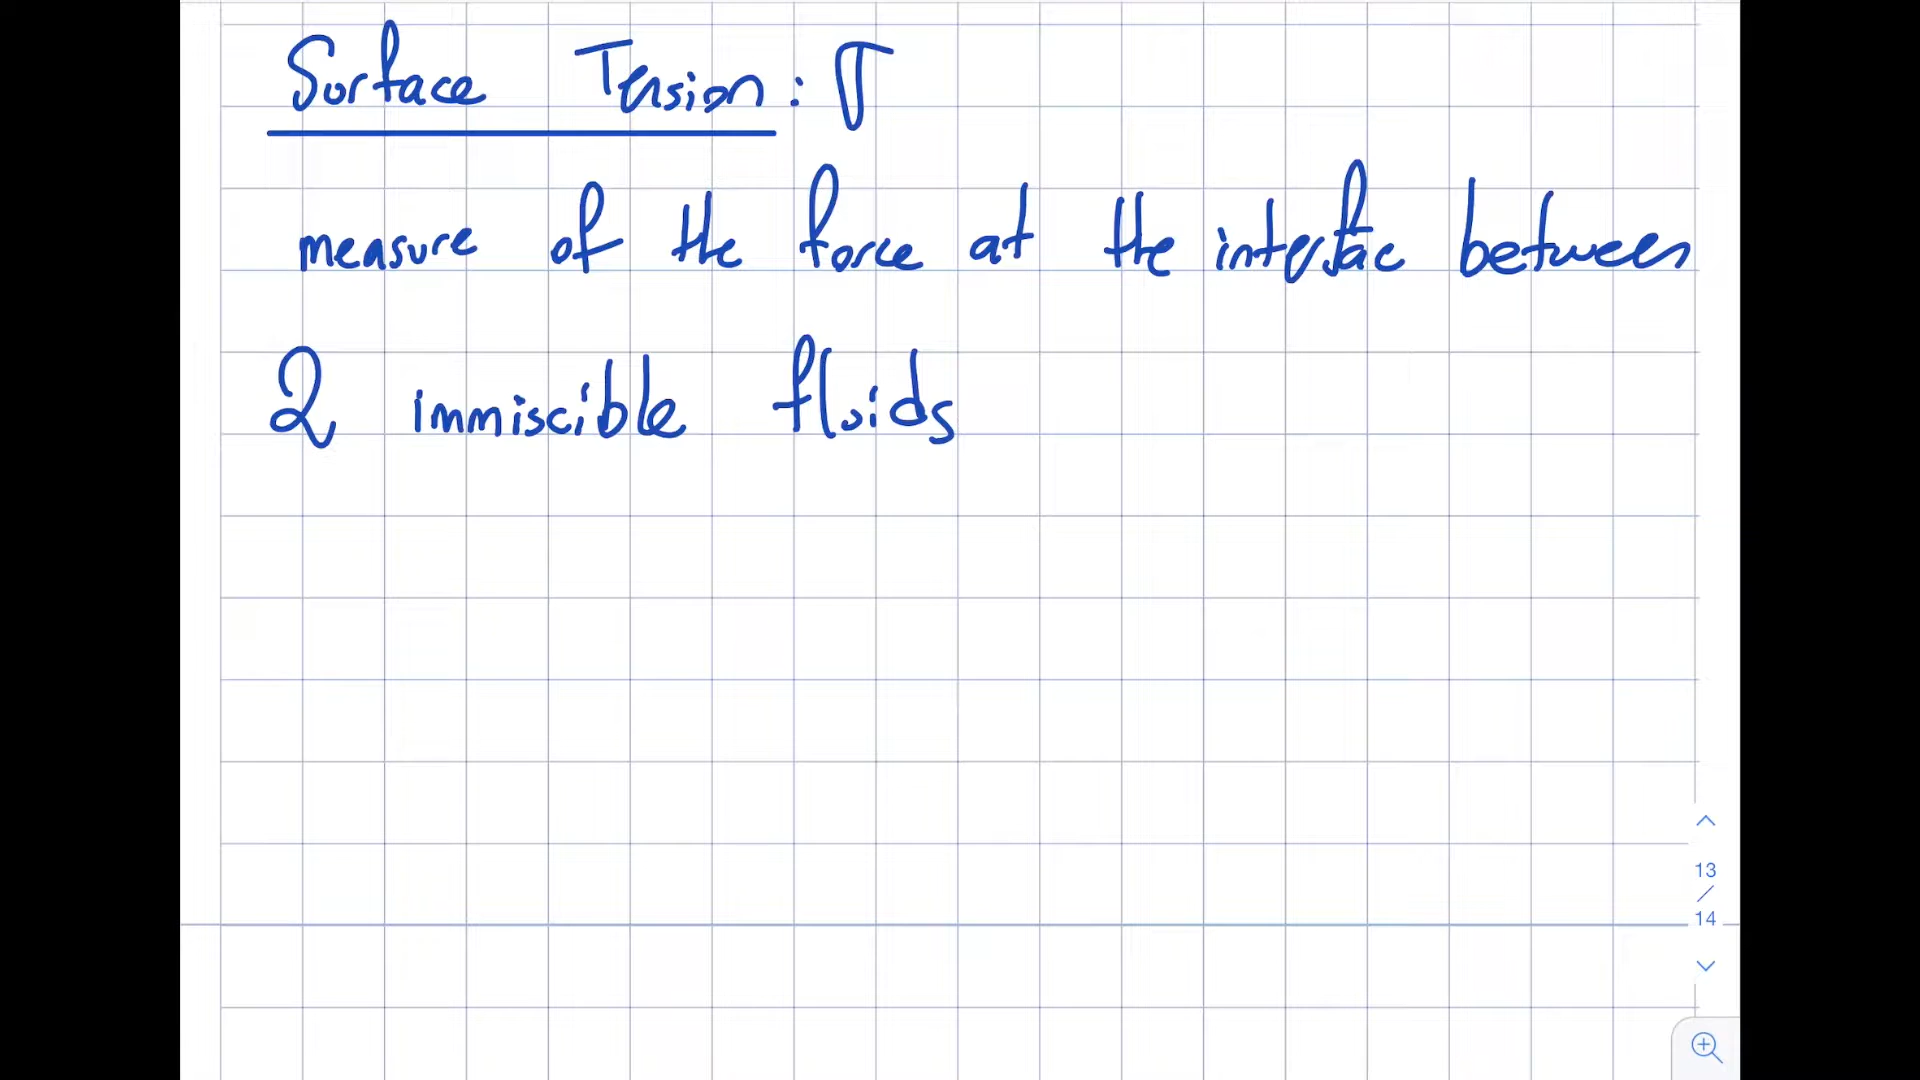 Surface Tension: σ
measure of the force at the interface between
2 immiscible fluids
13
/
14